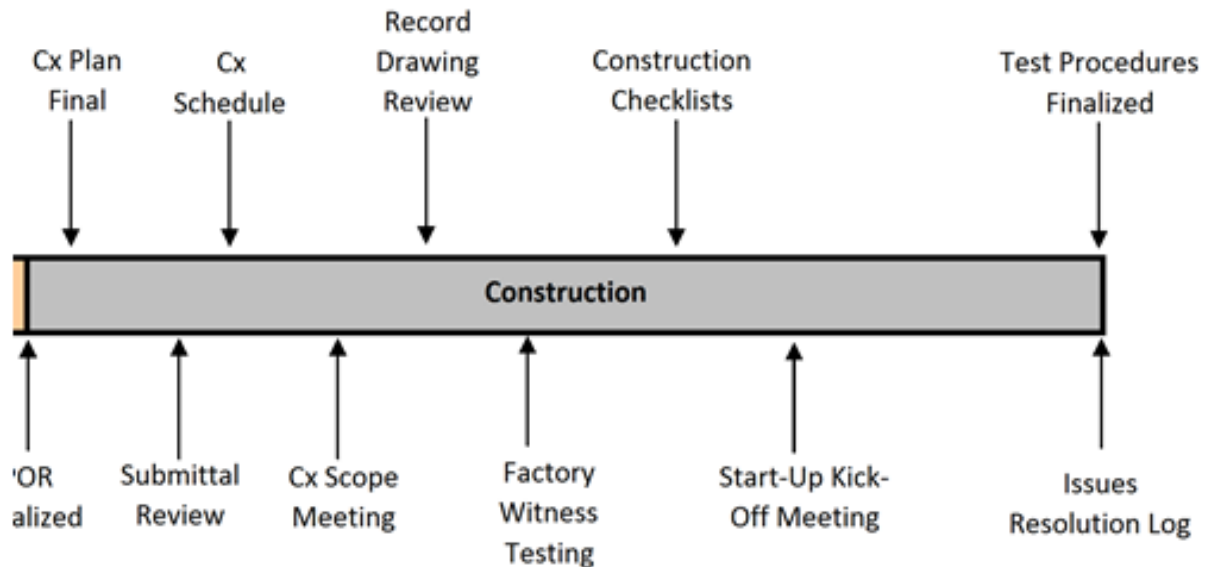 Record
Drawing
Review
Cx Plan
Final
Cx
Schedule
Construction
Checklists
Test Procedures
Finalized
Construction
Submittal
Review
Cx Scope
Meeting
Factory
Witness
Testing
Start-Up Kick-
Off Meeting
Issues
Resolution Log